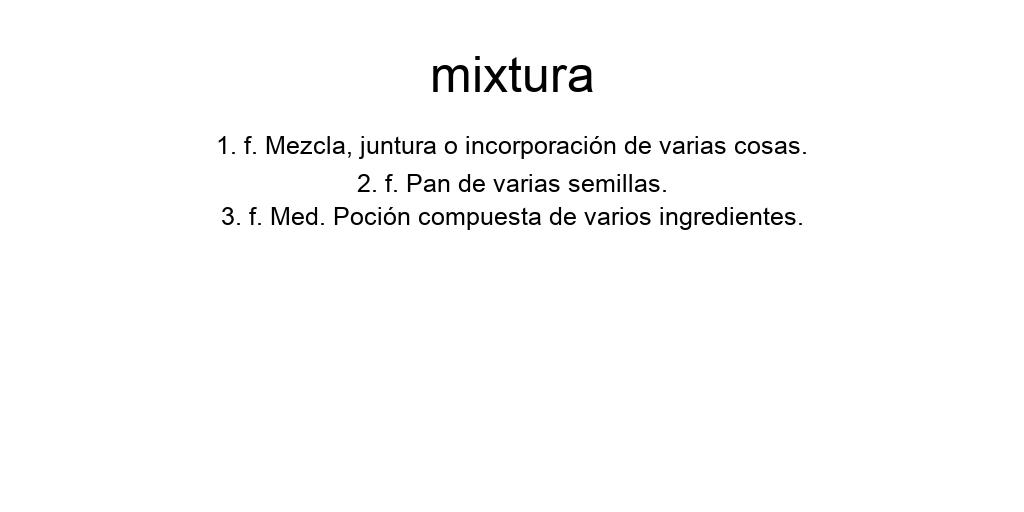 mixtura
1. f. Mezcla, juntura o incorporación de varias cosas.
2. f. Pan de varias semillas.
3. f. Med. Poción compuesta de varios ingredientes.